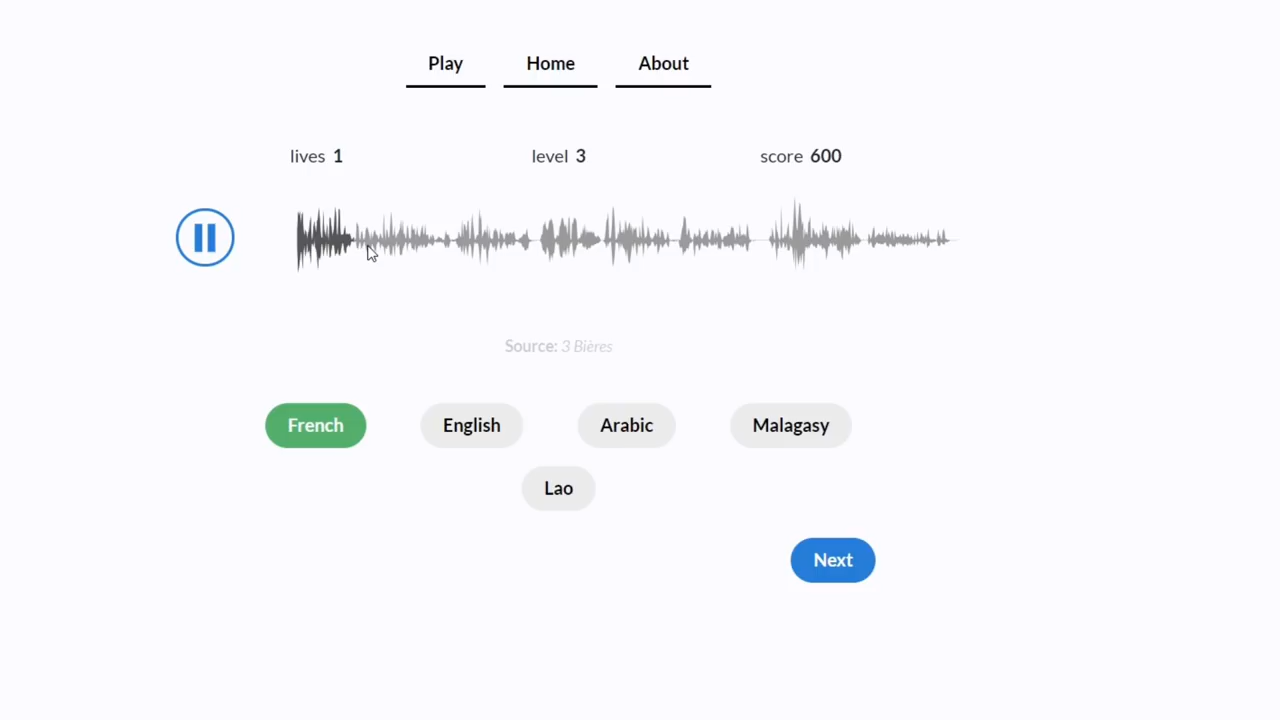 Play Home About
lives 1 level 3 score 600
Source: 3 Bières
French English Arabic Malagasy
Lao
Next